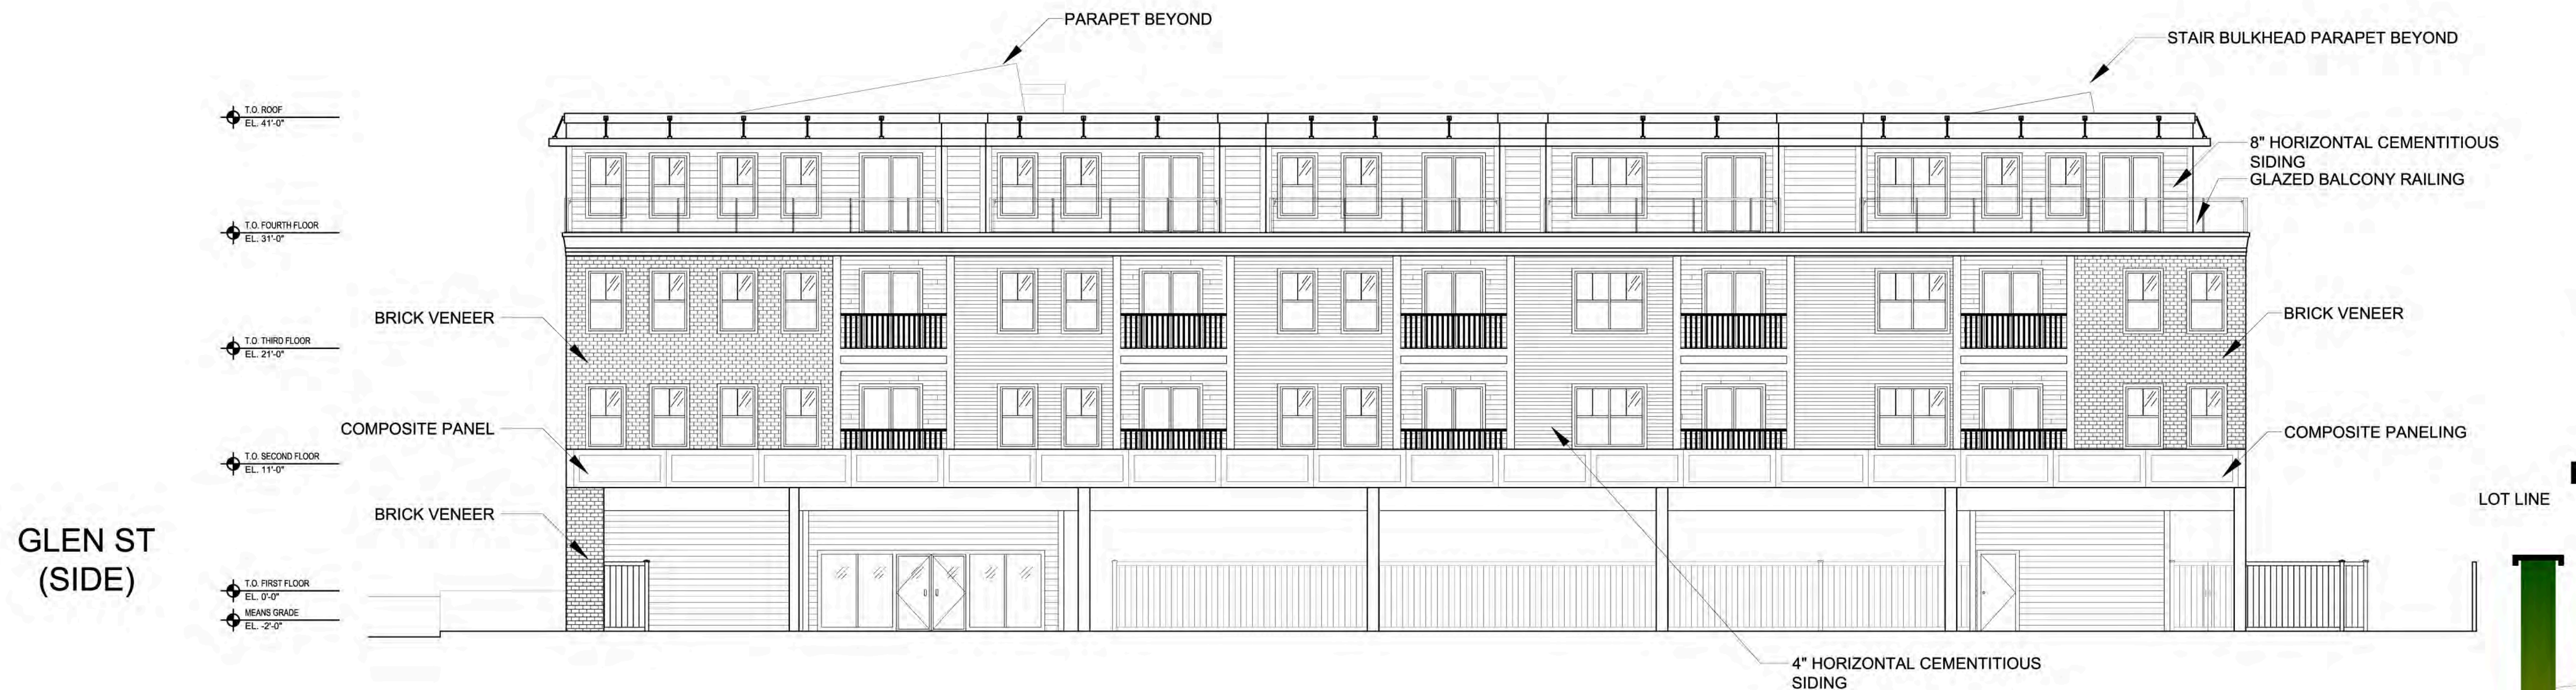 PARAPET BEYOND
STAIR BULKHEAD PARAPET BEYOND
T.O. ROOF
EL. 41'-0"
8" HORIZONTAL CEMENTITIOUS
SIDING
GLAZED BALCONY RAILING
T.O. FOURTH FLOOR
EL. 31'-0"
BRICK VENEER
BRICK VENEER
T.O. THIRD FLOOR
EL. 21'-0"
COMPOSITE PANEL
COMPOSITE PANELING
T.O. SECOND FLOOR
EL. 11'-0"
LOT LINE
BRICK VENEER
GLEN ST
(SIDE)
T.O. FIRST FLOOR
EL. 0'-0"
MEANS GRADE
EL. -2'-0"
4" HORIZONTAL CEMENTITIOUS
SIDING